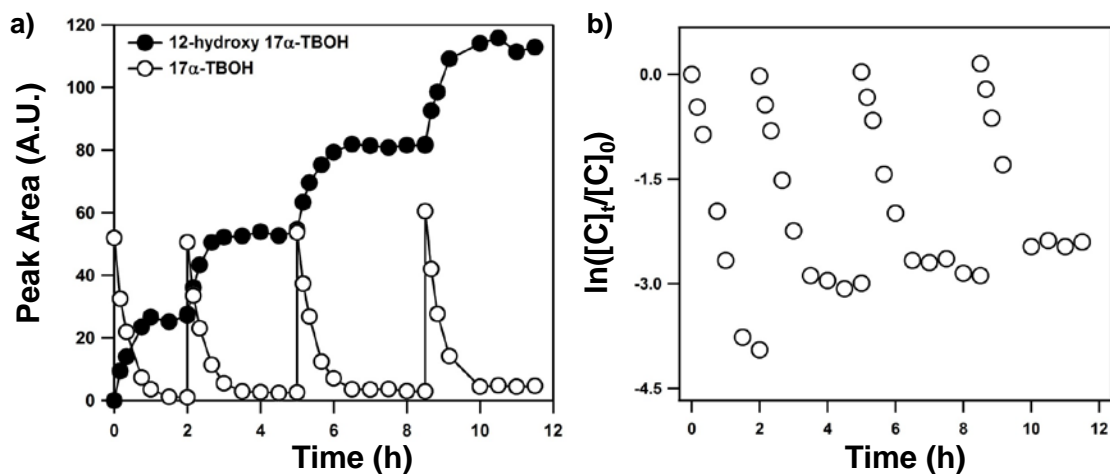 a)
120
100
80
60
40
20
0
Peak Area (A.U.)
12-hydroxy 17α-TBOH
17α-TBOH
0 2 4 6 8 10 12
Time (h)
b)
0.0
-1.5
-3.0
-4.5
ln([C]t/[C]0)
0 2 4 6 8 10 12
Time (h)